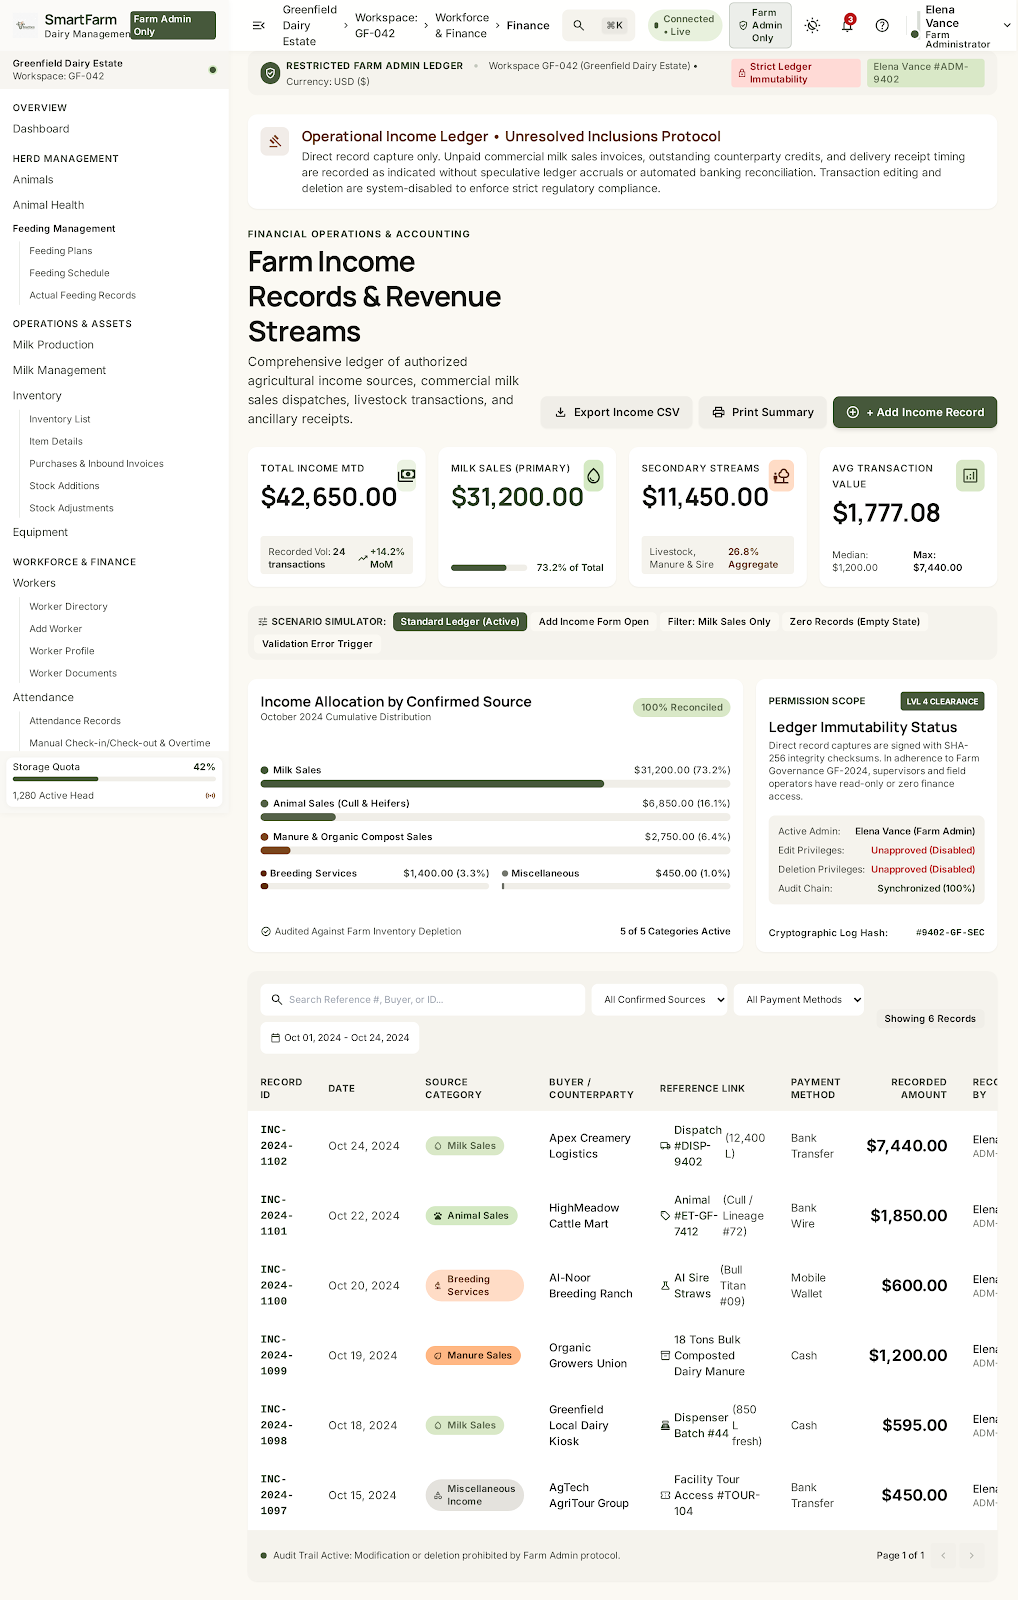 SmartFarm
Dairy Managemen
Farm Admin Only
Greenfield Dairy Estate
Workspace: GF-042
OVERVIEW
Dashboard
HERD MANAGEMENT
Animals
Animal Health
Feeding Management
Feeding Plans
Feeding Schedule
Actual Feeding Records
OPERATIONS & ASSETS
Milk Production
Milk Management
Inventory
Inventory List
Item Details
Purchases & Inbound Invoices
Stock Additions
Stock Adjustments
Equipment
WORKFORCE & FINANCE
Workers
Worker Directory
Add Worker
Worker Profile
Worker Documents
Attendance
Attendance Records
Manual Check-in/Check-out & Overtime
Storage Quota 42%
1,280 Active Head
Greenfield Dairy Estate > Workspace: GF-042 > Workforce & Finance > Finance
⌘K
Connected • Live
Farm Admin Only
3
Elena Vance
Farm Administrator
RESTRICTED FARM ADMIN LEDGER • Workspace GF-042 (Greenfield Dairy Estate) •
Currency: USD ($)
Strict Ledger Immutability
Elena Vance #ADM-9402
Operational Income Ledger • Unresolved Inclusions Protocol
Direct record capture only. Unpaid commercial milk sales invoices, outstanding counterparty credits, and delivery receipt timing
are recorded as indicated without speculative ledger accruals or automated banking reconciliation. Transaction editing and
deletion are system-disabled to enforce strict regulatory compliance.
FINANCIAL OPERATIONS & ACCOUNTING
Farm Income
Records & Revenue
Streams
Comprehensive ledger of authorized
agricultural income sources, commercial milk
sales dispatches, livestock transactions, and
ancillary receipts.
Export Income CSV
Print Summary
+ Add Income Record
TOTAL INCOME MTD
$42,650.00
Recorded Vol: 24 transactions
+14.2% MoM
MILK SALES (PRIMARY)
$31,200.00
73.2% of Total
SECONDARY STREAMS
$11,450.00
Livestock, Manure & Sire
26.8% Aggregate
AVG TRANSACTION VALUE
$1,777.08
Median: $1,200.00
Max: $7,440.00
SCENARIO SIMULATOR: Standard Ledger (Active) Add Income Form Open Filter: Milk Sales Only Zero Records (Empty State)
Validation Error Trigger
Income Allocation by Confirmed Source
October 2024 Cumulative Distribution
100% Reconciled
Milk Sales $31,200.00 (73.2%)
Animal Sales (Cull & Heifers) $6,850.00 (16.1%)
Manure & Organic Compost Sales $2,750.00 (6.4%)
Breeding Services $1,400.00 (3.3%)
Miscellaneous $450.00 (1.0%)
Audited Against Farm Inventory Depletion
5 of 5 Categories Active
PERMISSION SCOPE
LVL 4 CLEARANCE
Ledger Immutability Status
Direct record captures are signed with SHA-
256 integrity checksums. In adherence to Farm
Governance GF-2024, supervisors and field
operators have read-only or zero finance
access.
Active Admin: Elena Vance (Farm Admin)
Edit Privileges: Unapproved (Disabled)
Deletion Privileges: Unapproved (Disabled)
Audit Chain: Synchronized (100%)
Cryptographic Log Hash: #9402-GF-SEC
Search Reference #, Buyer, or ID...
All Confirmed Sources
All Payment Methods
Showing 6 Records
Oct 01, 2024 - Oct 24, 2024
RECORD ID DATE SOURCE CATEGORY BUYER / COUNTERPARTY REFERENCE LINK PAYMENT METHOD RECORDED AMOUNT REC BY
INC-2024-1102 Oct 24, 2024 Milk Sales Apex Creamery Logistics Dispatch #DISP-9402 (12,400 L) Bank Transfer $7,440.00 Elena ADM-
INC-2024-1101 Oct 22, 2024 Animal Sales HighMeadow Cattle Mart Animal #ET-GF-7412 (Cull / Lineage #72) Bank Wire $1,850.00 Elena ADM-
INC-2024-1100 Oct 20, 2024 Breeding Services Al-Noor Breeding Ranch AI Sire Straws (Bull Titan #09) Mobile Wallet $600.00 Elena ADM-
INC-2024-1099 Oct 19, 2024 Manure Sales Organic Growers Union 18 Tons Bulk Composted Dairy Manure Cash $1,200.00 Elena ADM-
INC-2024-1098 Oct 18, 2024 Milk Sales Greenfield Local Dairy Kiosk Dispenser Batch #44 (850 L fresh) Cash $595.00 Elena ADM-
INC-2024-1097 Oct 15, 2024 Miscellaneous Income AgTech AgriTour Group Facility Tour Access #TOUR-104 Bank Transfer $450.00 Elena ADM-
Audit Trail Active: Modification or deletion prohibited by Farm Admin protocol.
Page 1 of 1